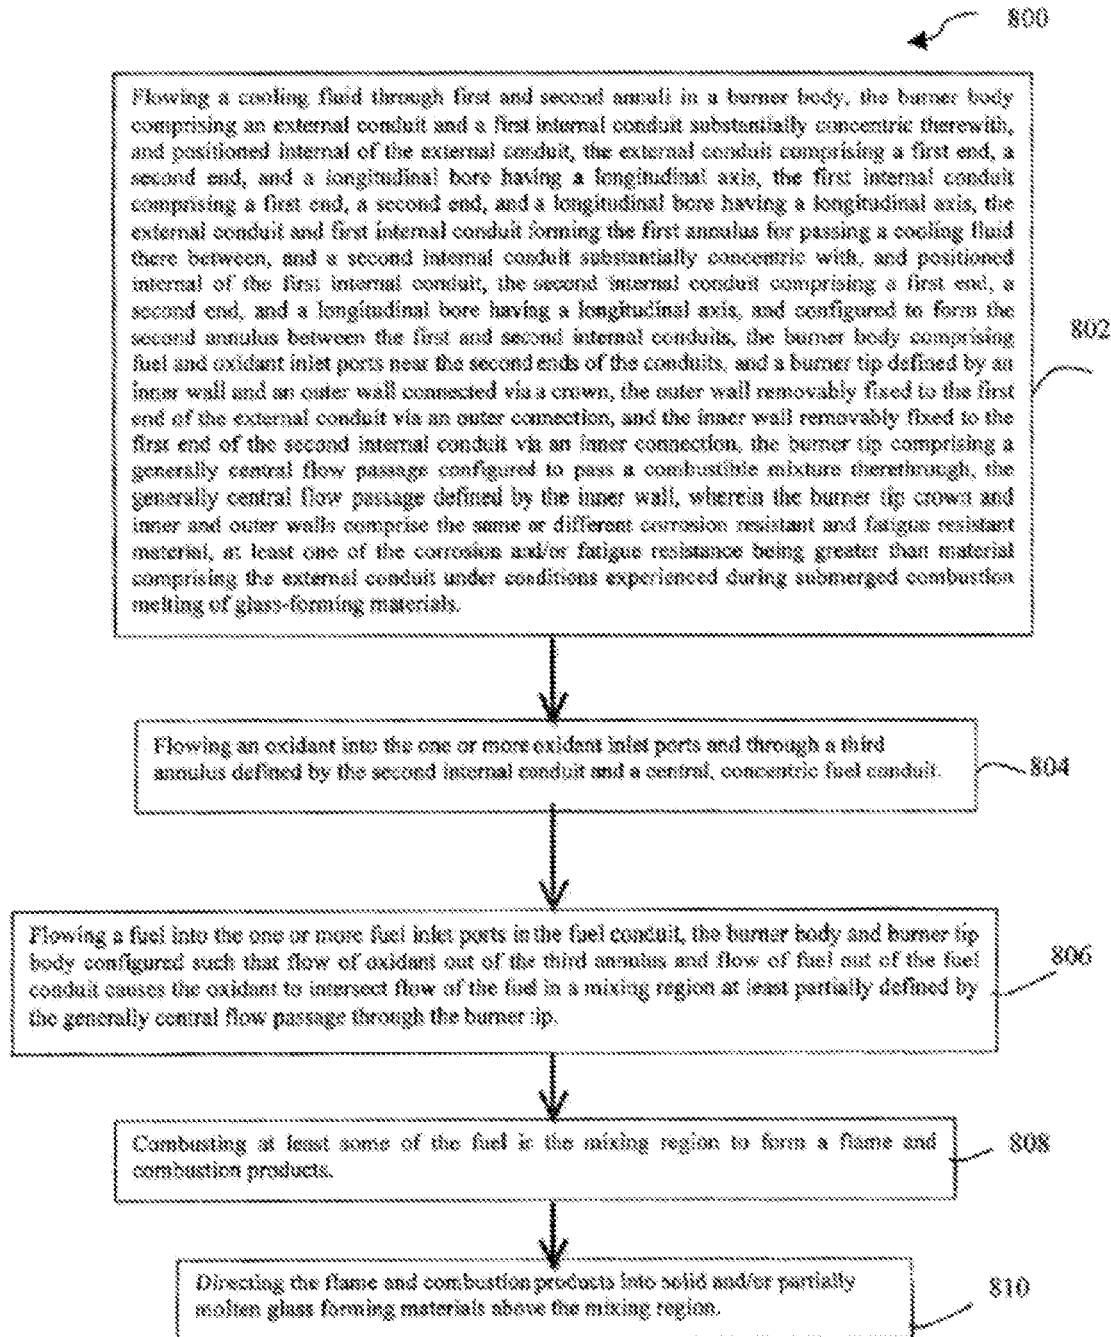 800
Flowing a cooling fluid through first and second annuli in a burner body, the burner body
comprising an external conduit and a first internal conduit substantially concentric therewith,
and positioned internal of the external conduit, the external conduit comprising a first end, a
second end, and a longitudinal bore having a longitudinal axis, the first internal conduit
comprising a first end, a second end, and a longitudinal bore having a longitudinal axis, the
external conduit and first internal conduit forming the first annulus for passing a cooling fluid
there between, and a second internal conduit substantially concentric with, and positioned
internal of the first internal conduit, the second internal conduit comprising a first end, a
second end, and a longitudinal bore having a longitudinal axis, and configured to form the
second annulus between the first and second internal conduits, the burner body comprising
fuel and oxidant inlet ports near the second ends of the conduits, and a burner tip defined by an
inner wall and an outer wall connected via a crown, the outer wall removably fixed to the first
end of the external conduit via an outer connection, and the inner wall removably fixed to the
first end of the second internal conduit via an inner connection, the burner tip comprising a
generally central flow passage configured to pass a combustible mixture therethrough, the
generally central flow passage defined by the inner wall, wherein the burner tip crown and
inner and outer walls comprise the same or different corrosion resistant and fatigue resistant
material, at least one of the corrosion and/or fatigue resistance being greater than material
comprising the external conduit under conditions experienced during submerged combustion
melting of glass-forming materials.
802
Flowing an oxidant into the one or more oxidant inlet ports and through a third
annulus defined by the second internal conduit and a central, concentric fuel conduit.
804
Flowing a fuel into the one or more fuel inlet ports in the fuel conduit, the burner body and burner tip
body configured such that flow of oxidant out of the third annulus and flow of fuel out of the fuel
conduit causes the oxidant to intersect flow of the fuel in a mixing region at least partially defined by
the generally central flow passage through the burner tip.
806
Combusting at least some of the fuel in the mixing region to form a flame and
combustion products.
808
Directing the flame and combustion products into solid and/or partially
molten glass forming materials above the mixing region.
810